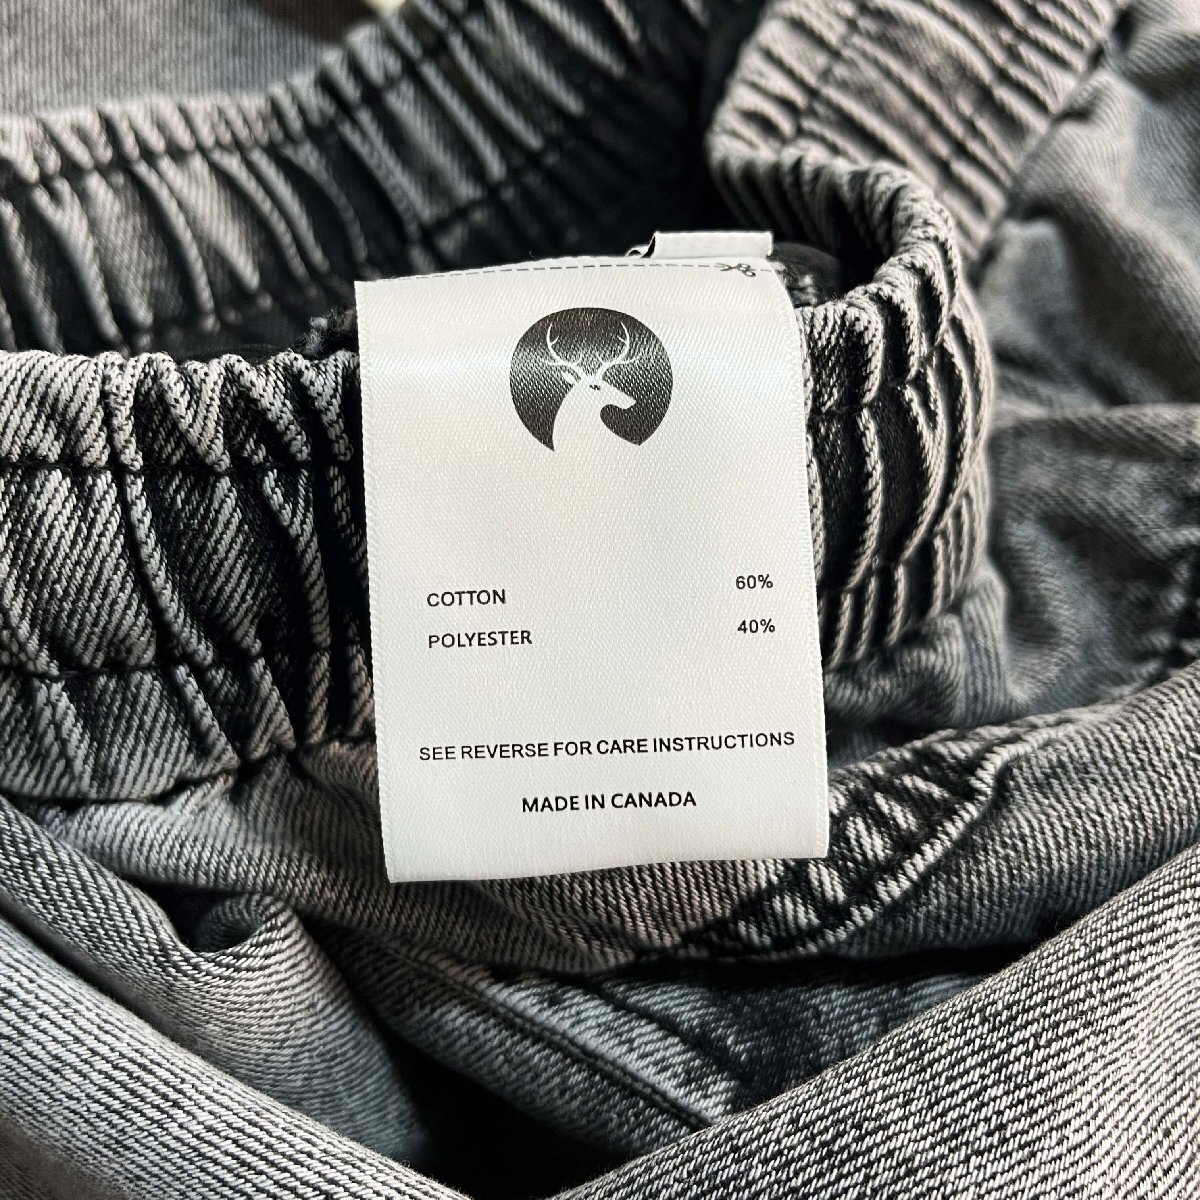 COTTON 60%
POLYESTER 40%
SEE REVERSE FOR CARE INSTRUCTIONS
MADE IN CANADA